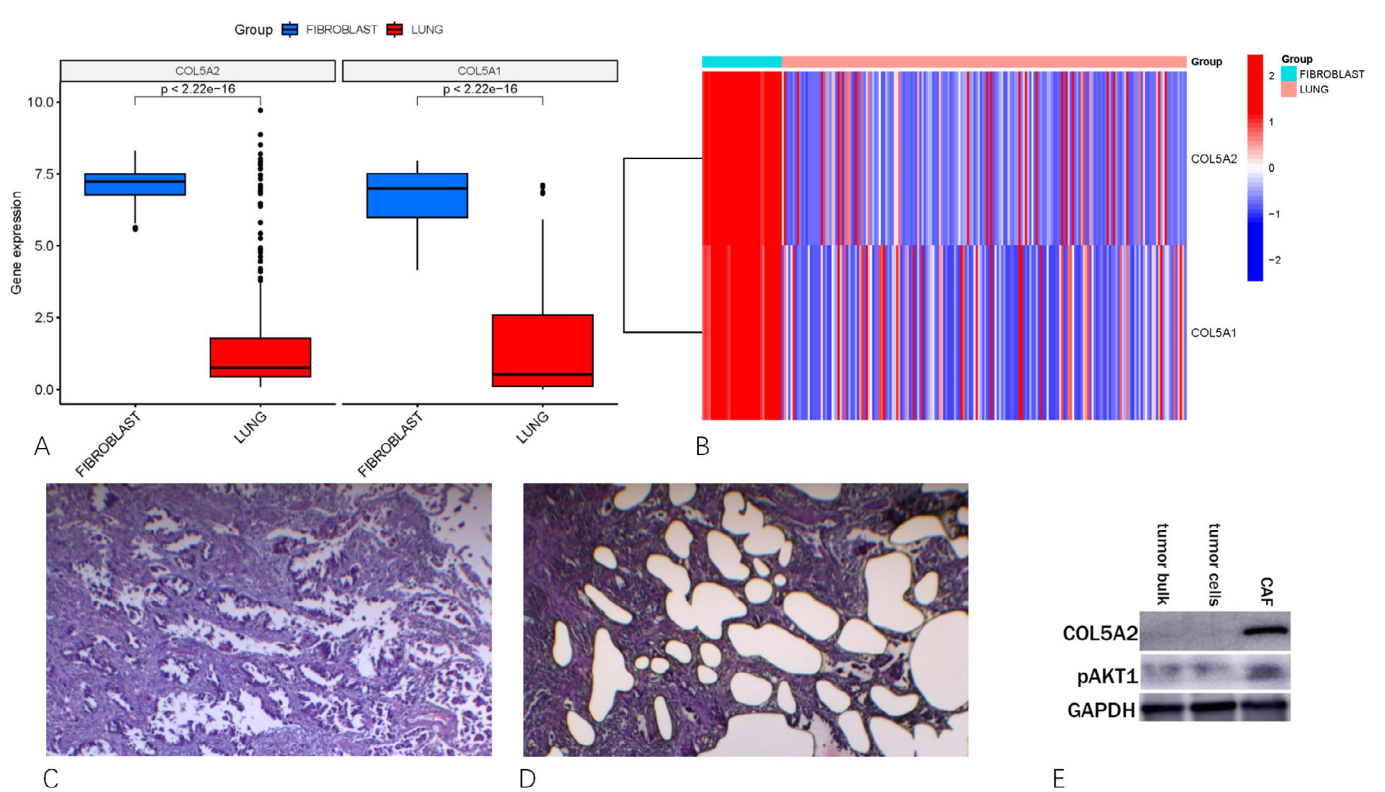 Group FIBROBLAST LUNG
COL5A2
COL5A1
p < 2.22e−16
p < 2.22e−16
Gene expression
10.0
7.5
5.0
2.5
0.0
FIBROBLAST
LUNG
FIBROBLAST
LUNG
A
Group
COL5A2
COL5A1
2
1
0
−1
−2
Group
FIBROBLAST
LUNG
B
C
D
tumor bulk
tumor cells
CAF
COL5A2
pAKT1
GAPDH
E